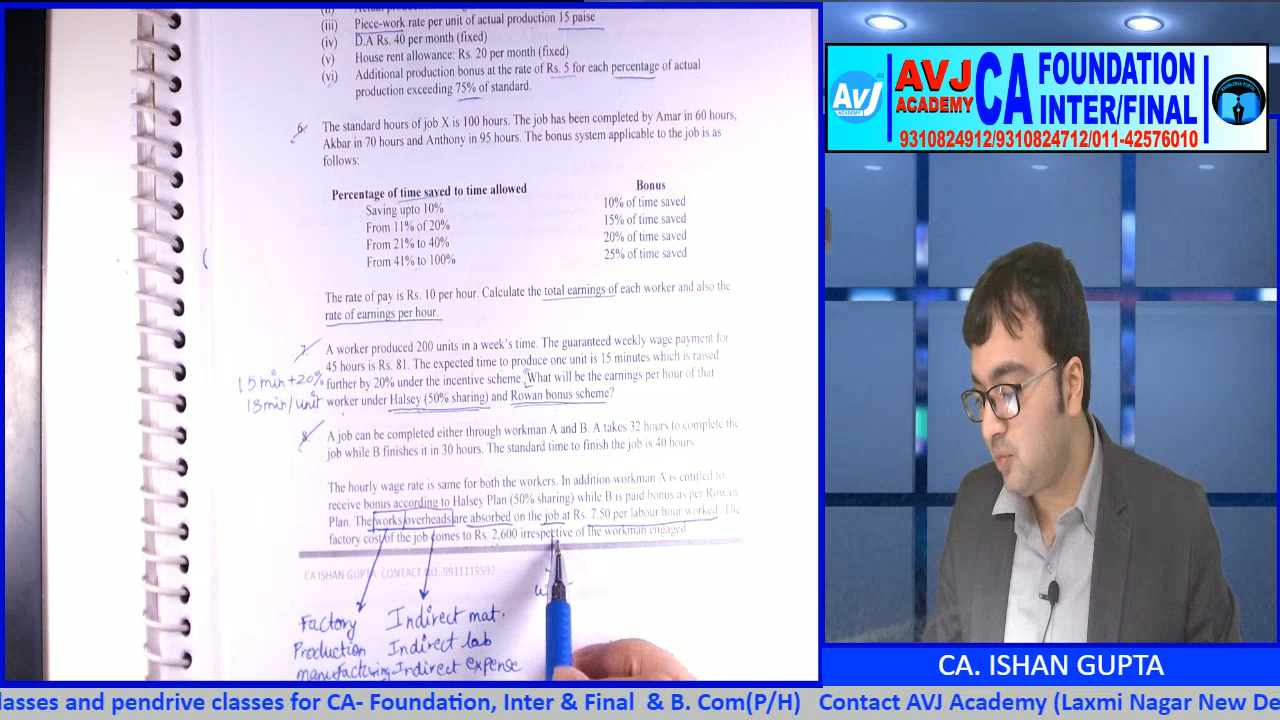 (iii) Piece-work rate per unit of actual production 15 paise
(iv) D.A Rs. 40 per month (fixed)
(v) House rent allowance: Rs. 20 per month (fixed)
(vi) Additional production bonus at the rate of Rs. 5 for each percentage of actual
production exceeding 75% of standard.
6. The standard hours of job X is 100 hours. The job has been completed by Amar in 60 hours,
Akbar in 70 hours and Anthony in 95 hours. The bonus system applicable to the job is as
follows:
Percentage of time saved to time allowed Bonus
Saving upto 10% 10% of time saved
From 11% of 20% 15% of time saved
From 21% to 40% 20% of time saved
From 41% to 100% 25% of time saved
The rate of pay is Rs. 10 per hour. Calculate the total earnings of each worker and also the
rate of earnings per hour.
7. A worker produced 200 units in a week's time. The guaranteed weekly wage payment for
45 hours is Rs. 81. The expected time to produce one unit is 15 minutes which is raised
further by 20% under the incentive scheme. What will be the earnings per hour of that
worker under Halsey (50% sharing) and Rowan bonus scheme?
15 min + 20%
18 min/unit
8. A job can be completed either through workman A and B. A takes 32 hours to complete the
job while B finishes it in 30 hours. The standard time to finish the job is 40 hours.
The hourly wage rate is same for both the workers. In addition workman A is entitled to
receive bonus according to Halsey Plan (50% sharing) while B is paid bonus as per Rowan
Plan. The works overheads are absorbed on the job at Rs. 7.50 per labour hour worked. The
factory cost of the job comes to Rs. 2,600 irrespective of the workman engaged
CA ISHAN GUPTA CONTACT NO. 9911119597
Factory Indirect mat.
Production Indirect lab
manufacturing Indirect expense
AVJ ACADEMY
AVJ
ACADEMY
CA
FOUNDATION
INTER/FINAL
9310824912/9310824712/011-42576010
CA. ISHAN GUPTA
lasses and pendrive classes for CA- Foundation, Inter & Final & B. Com(P/H) Contact AVJ Academy (Laxmi Nagar New De